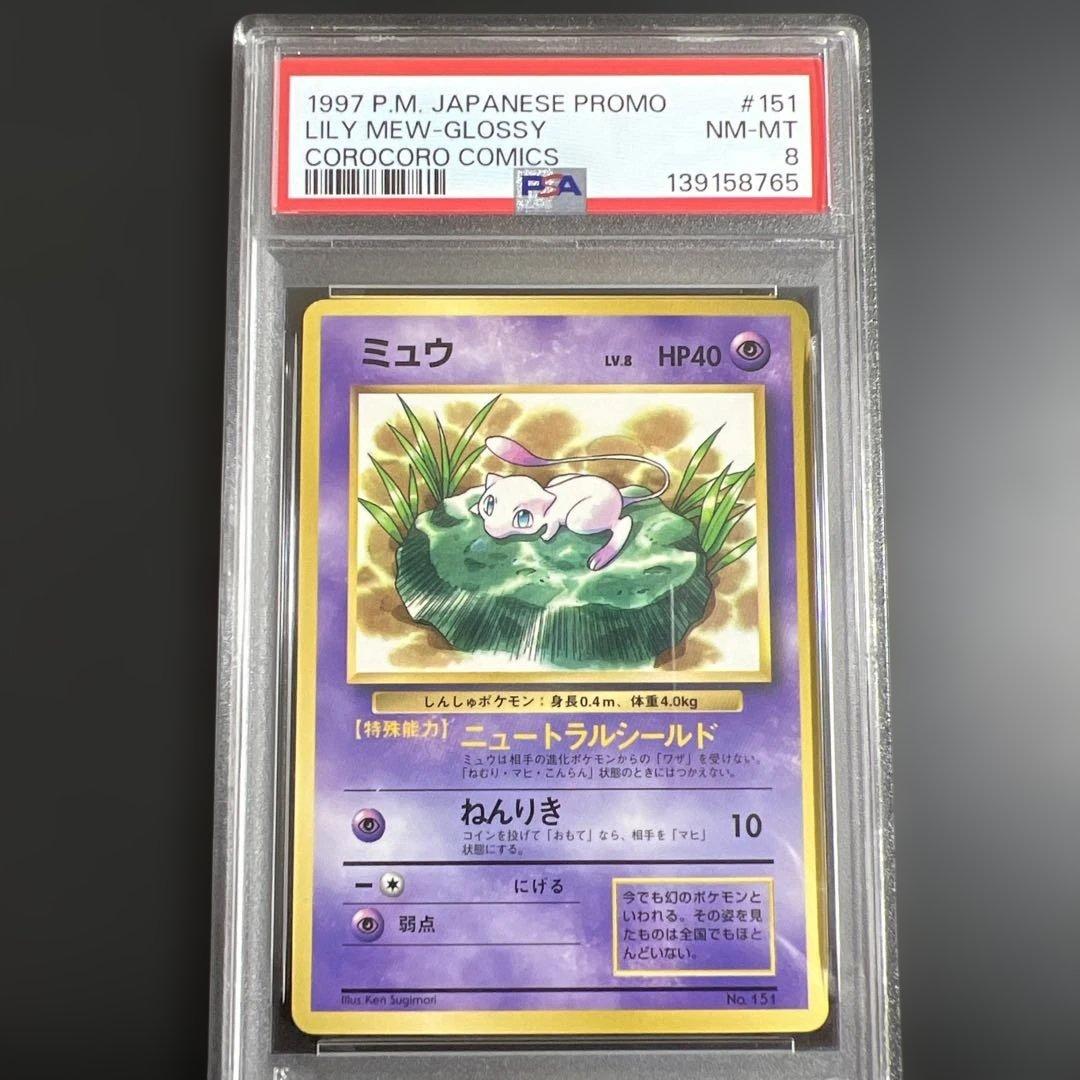 1997 P.M. JAPANESE PROMO #151
LILY MEW-GLOSSY NM-MT
COROCORO COMICS 8
PSA 139158765
ミュウ LV.8 HP40
しんしゅポケモン：身長0.4m、体重4.0kg
【特殊能力】ニュートラルシールド
ミュウは相手の進化ポケモンからの「ワザ」を受けない。
「ねむり・マヒ・こんらん」状態のときにはつかえない。
ねんりき 10
コインを投げて「おもて」なら、相手を「マヒ」
状態にする。
にげる
弱点
今でも幻のポケモンと
いわれる。その姿を見
たものは全国でもほと
んどいない。
Illus. Ken Sugimori No. 151